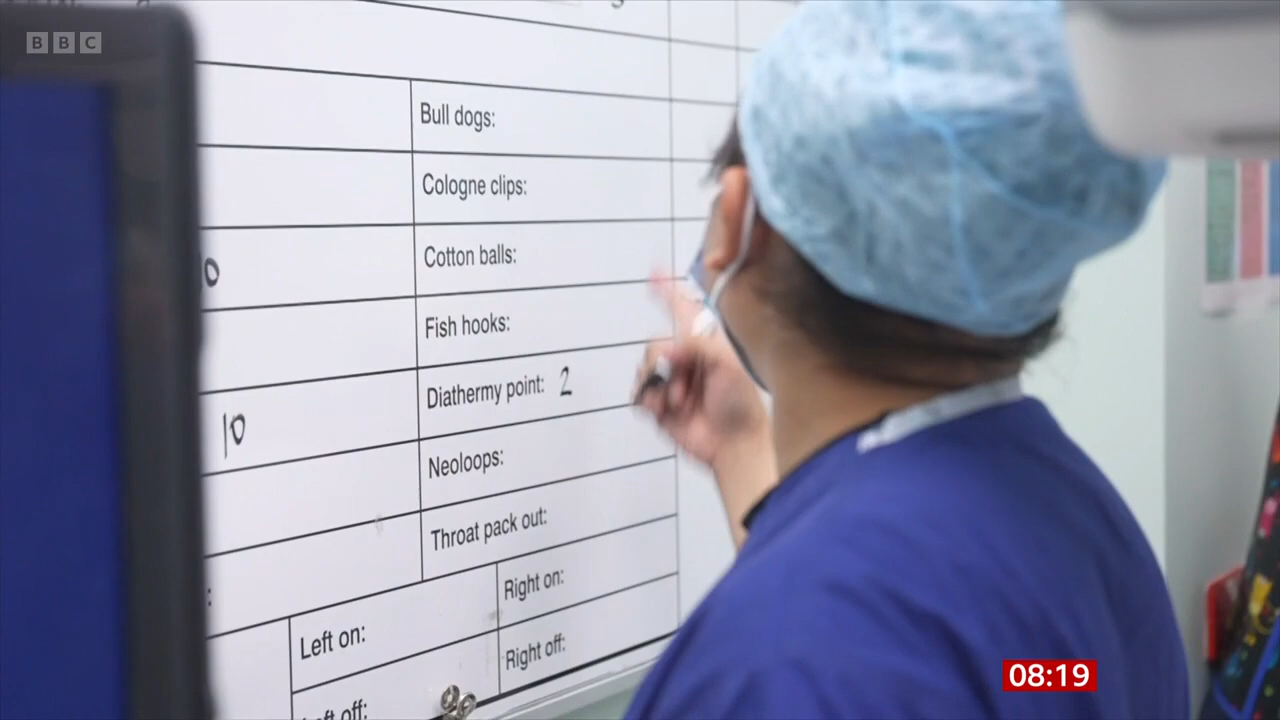 BBC
Bull dogs:
Cologne clips:
Cotton balls:
0
Fish hooks:
Diathermy point: 2
10
Neoloops:
Throat pack out:
:
Right on:
Left on:
Right off:
off:
08:19